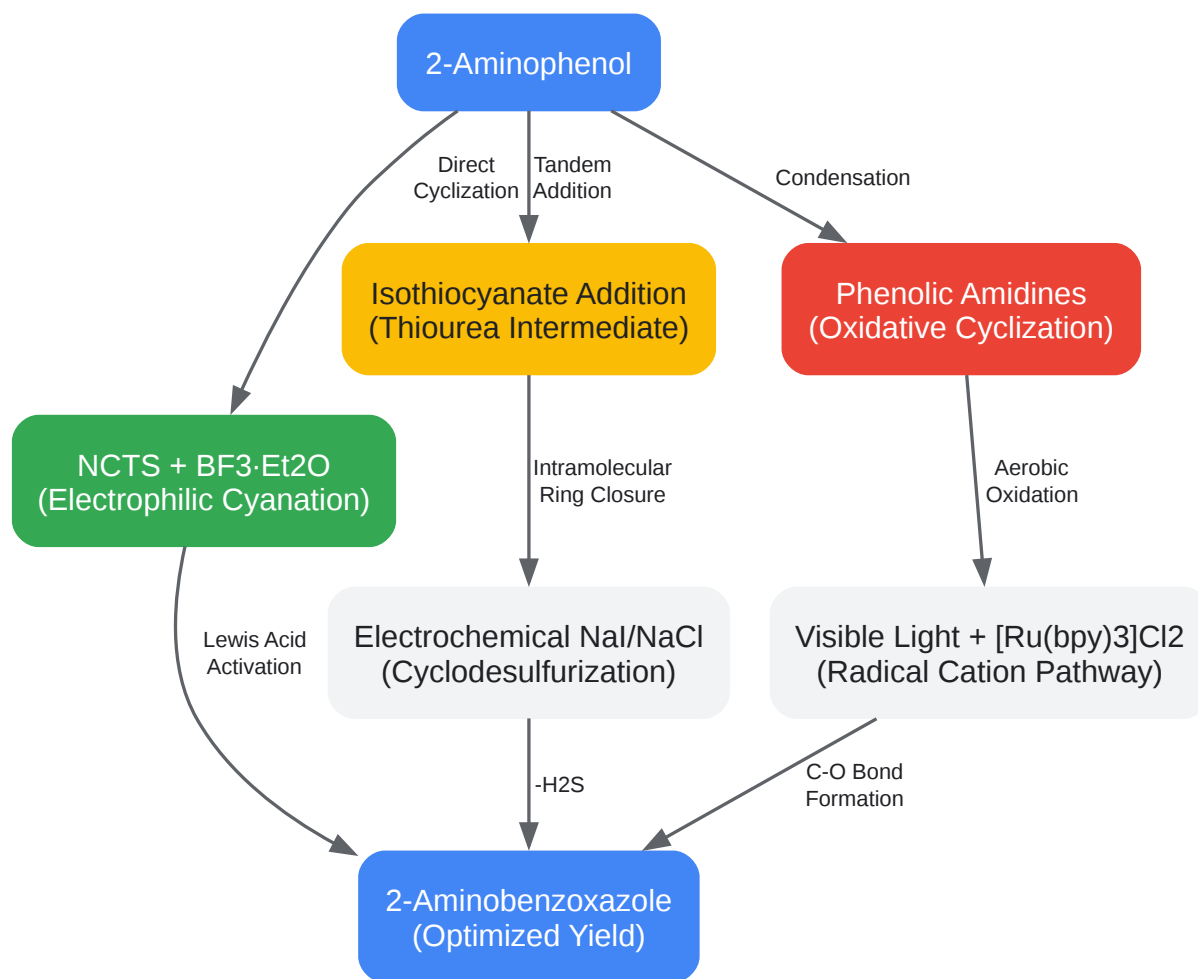 2-Aminophenol
Direct
Cyclization
Tandem
Addition
Condensation
Isothiocyanate Addition
(Thiourea Intermediate)
Phenolic Amidines
(Oxidative Cyclization)
NCTS + BF3·Et2O
(Electrophilic Cyanation)
Intramolecular
Ring Closure
Aerobic
Oxidation
Lewis Acid
Activation
Electrochemical NaI/NaCl
(Cyclodesulfurization)
Visible Light + [Ru(bpy)3]Cl2
(Radical Cation Pathway)
-H2S
C-O Bond
Formation
2-Aminobenzoxazole
(Optimized Yield)